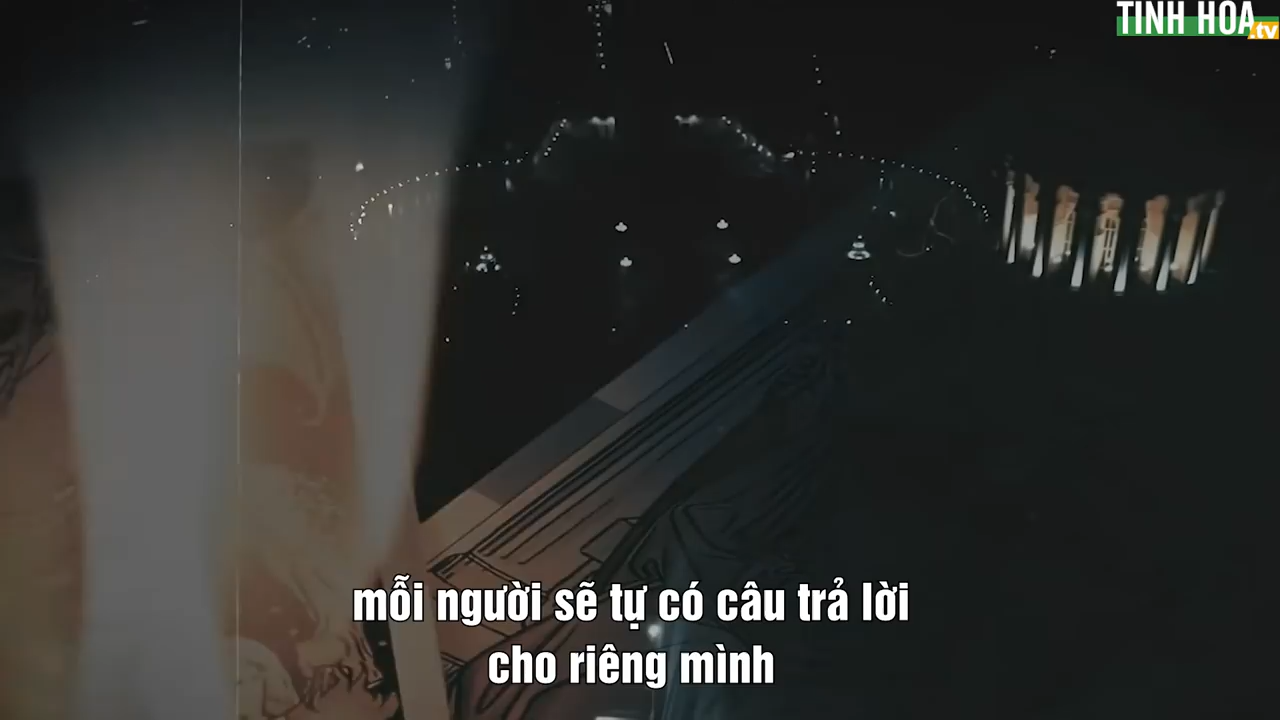 TINH HOA
.tv
mỗi người sẽ tự có câu trả lời
cho riêng mình